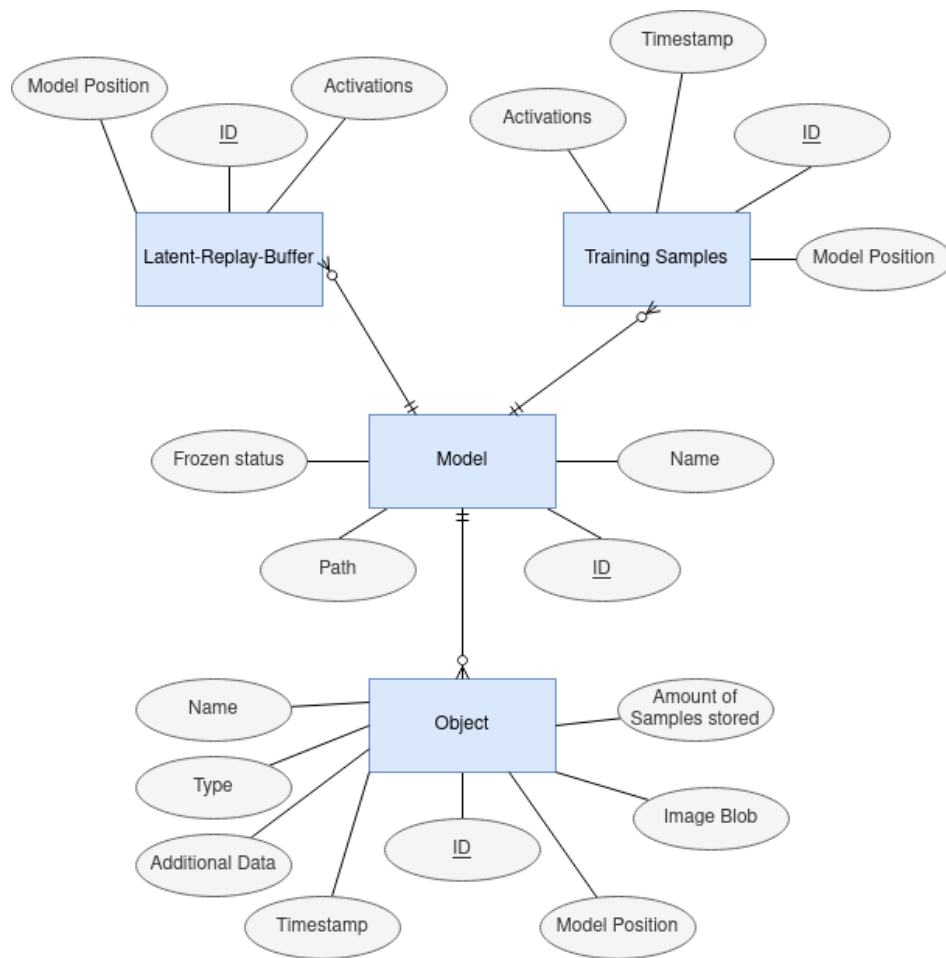 Timestamp
Model Position
Activations
ID
Activations
ID
Latent-Replay-Buffer
Training Samples
Model Position
Frozen status
Model
Name
Path
ID
Name
Object
Amount of
Samples stored
Type
Image Blob
Additional Data
ID
Timestamp
Model Position